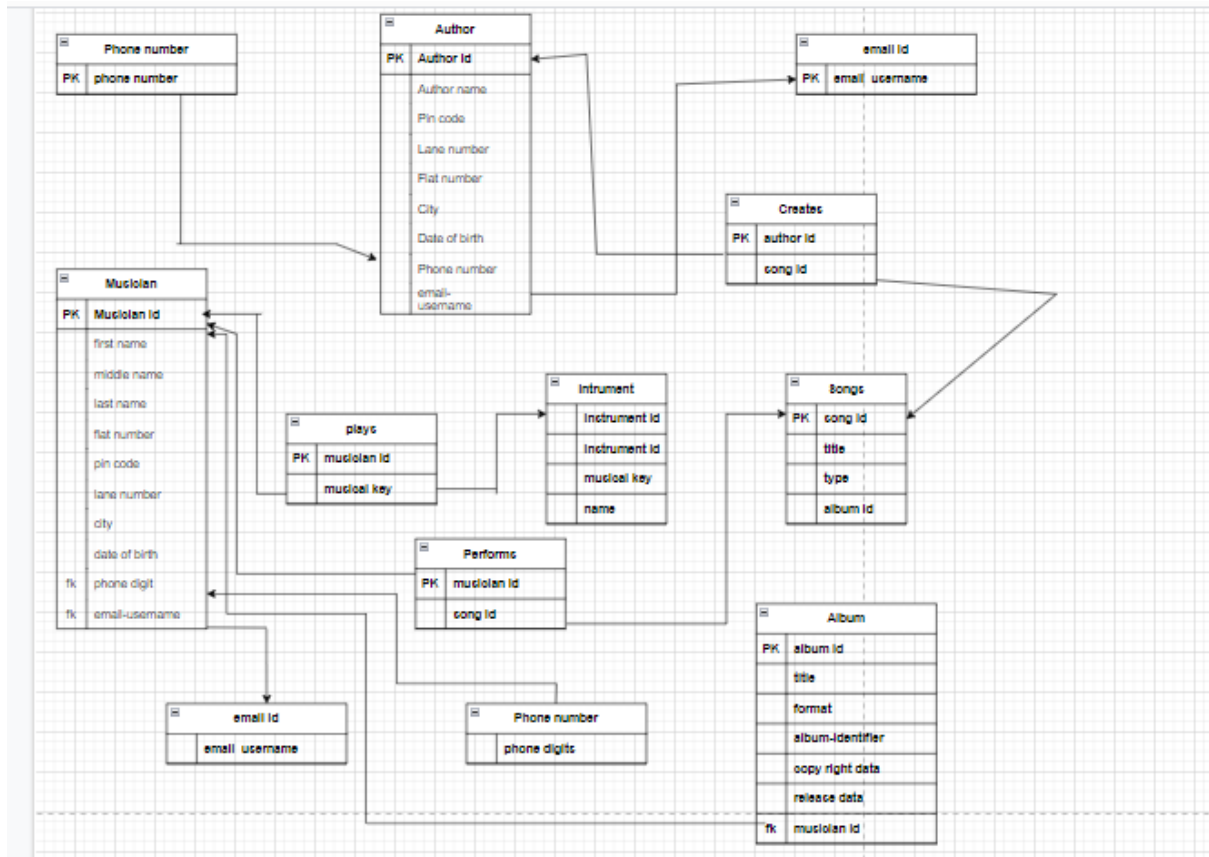 Phone number
PK phone number
Author
PK Author id
Author name
Pin code
Lane number
Flat number
City
Date of birth
Phone number
email-
username
email id
PK email_username
Creates
PK author id
song id
Musician
PK Musician id
first name
middle name
last name
flat number
pin code
lane number
city
date of birth
fk phone digit
fk email-username
plays
PK musician id
musical key
Intrument
instrument id
instrument id
musical key
name
Songs
PK song id
title
type
album id
Performs
PK musician id
song id
email id
email_username
Phone number
phone digits
Album
PK album id
title
format
album-identifier
copy right data
release data
fk musician id